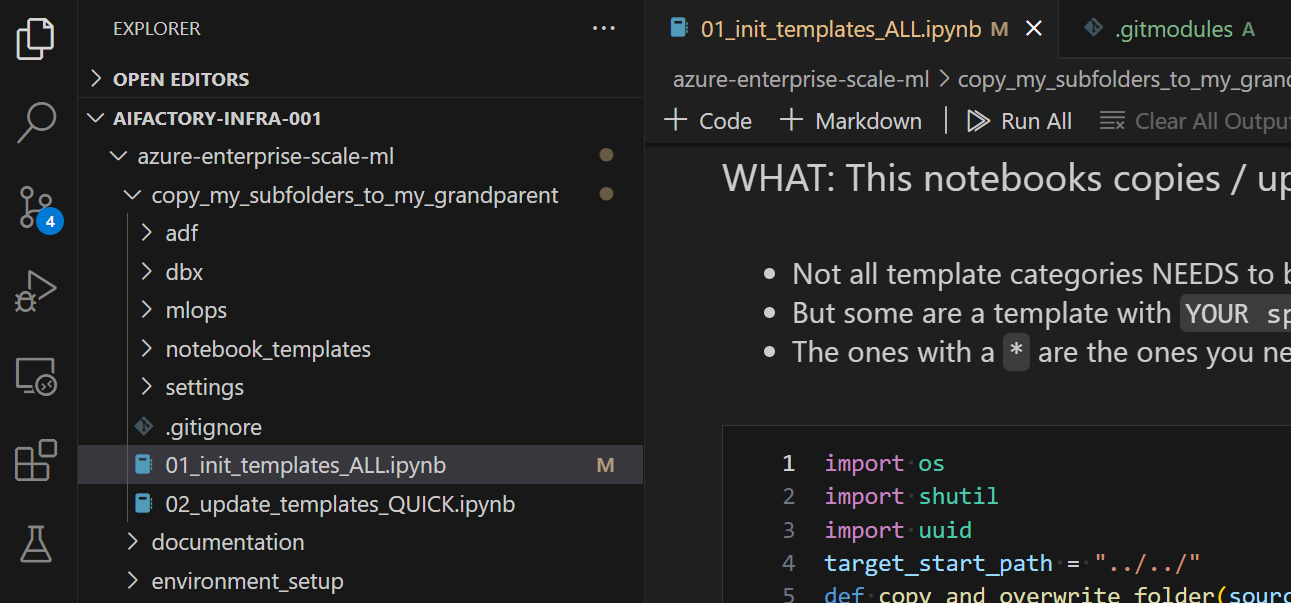 EXPLORER
OPEN EDITORS
AIFACTORY-INFRA-001
azure-enterprise-scale-ml
copy_my_subfolders_to_my_grandparent
adf
dbx
mlops
notebook_templates
settings
.gitignore
01_init_templates_ALL.ipynb M
02_update_templates_QUICK.ipynb
documentation
environment_setup
4
01_init_templates_ALL.ipynb M
.gitmodules A
azure-enterprise-scale-ml > copy_my_subfolders_to_my_gran
+ Code + Markdown | Run All Clear All Outpu
WHAT: This notebooks copies / up
Not all template categories NEEDS to b
But some are a template with YOUR sp
The ones with a * are the ones you ne
1 import os
2 import shutil
3 import uuid
4 target_start_path = "../../"
5 def copy_and_overwrite_folder(sourc